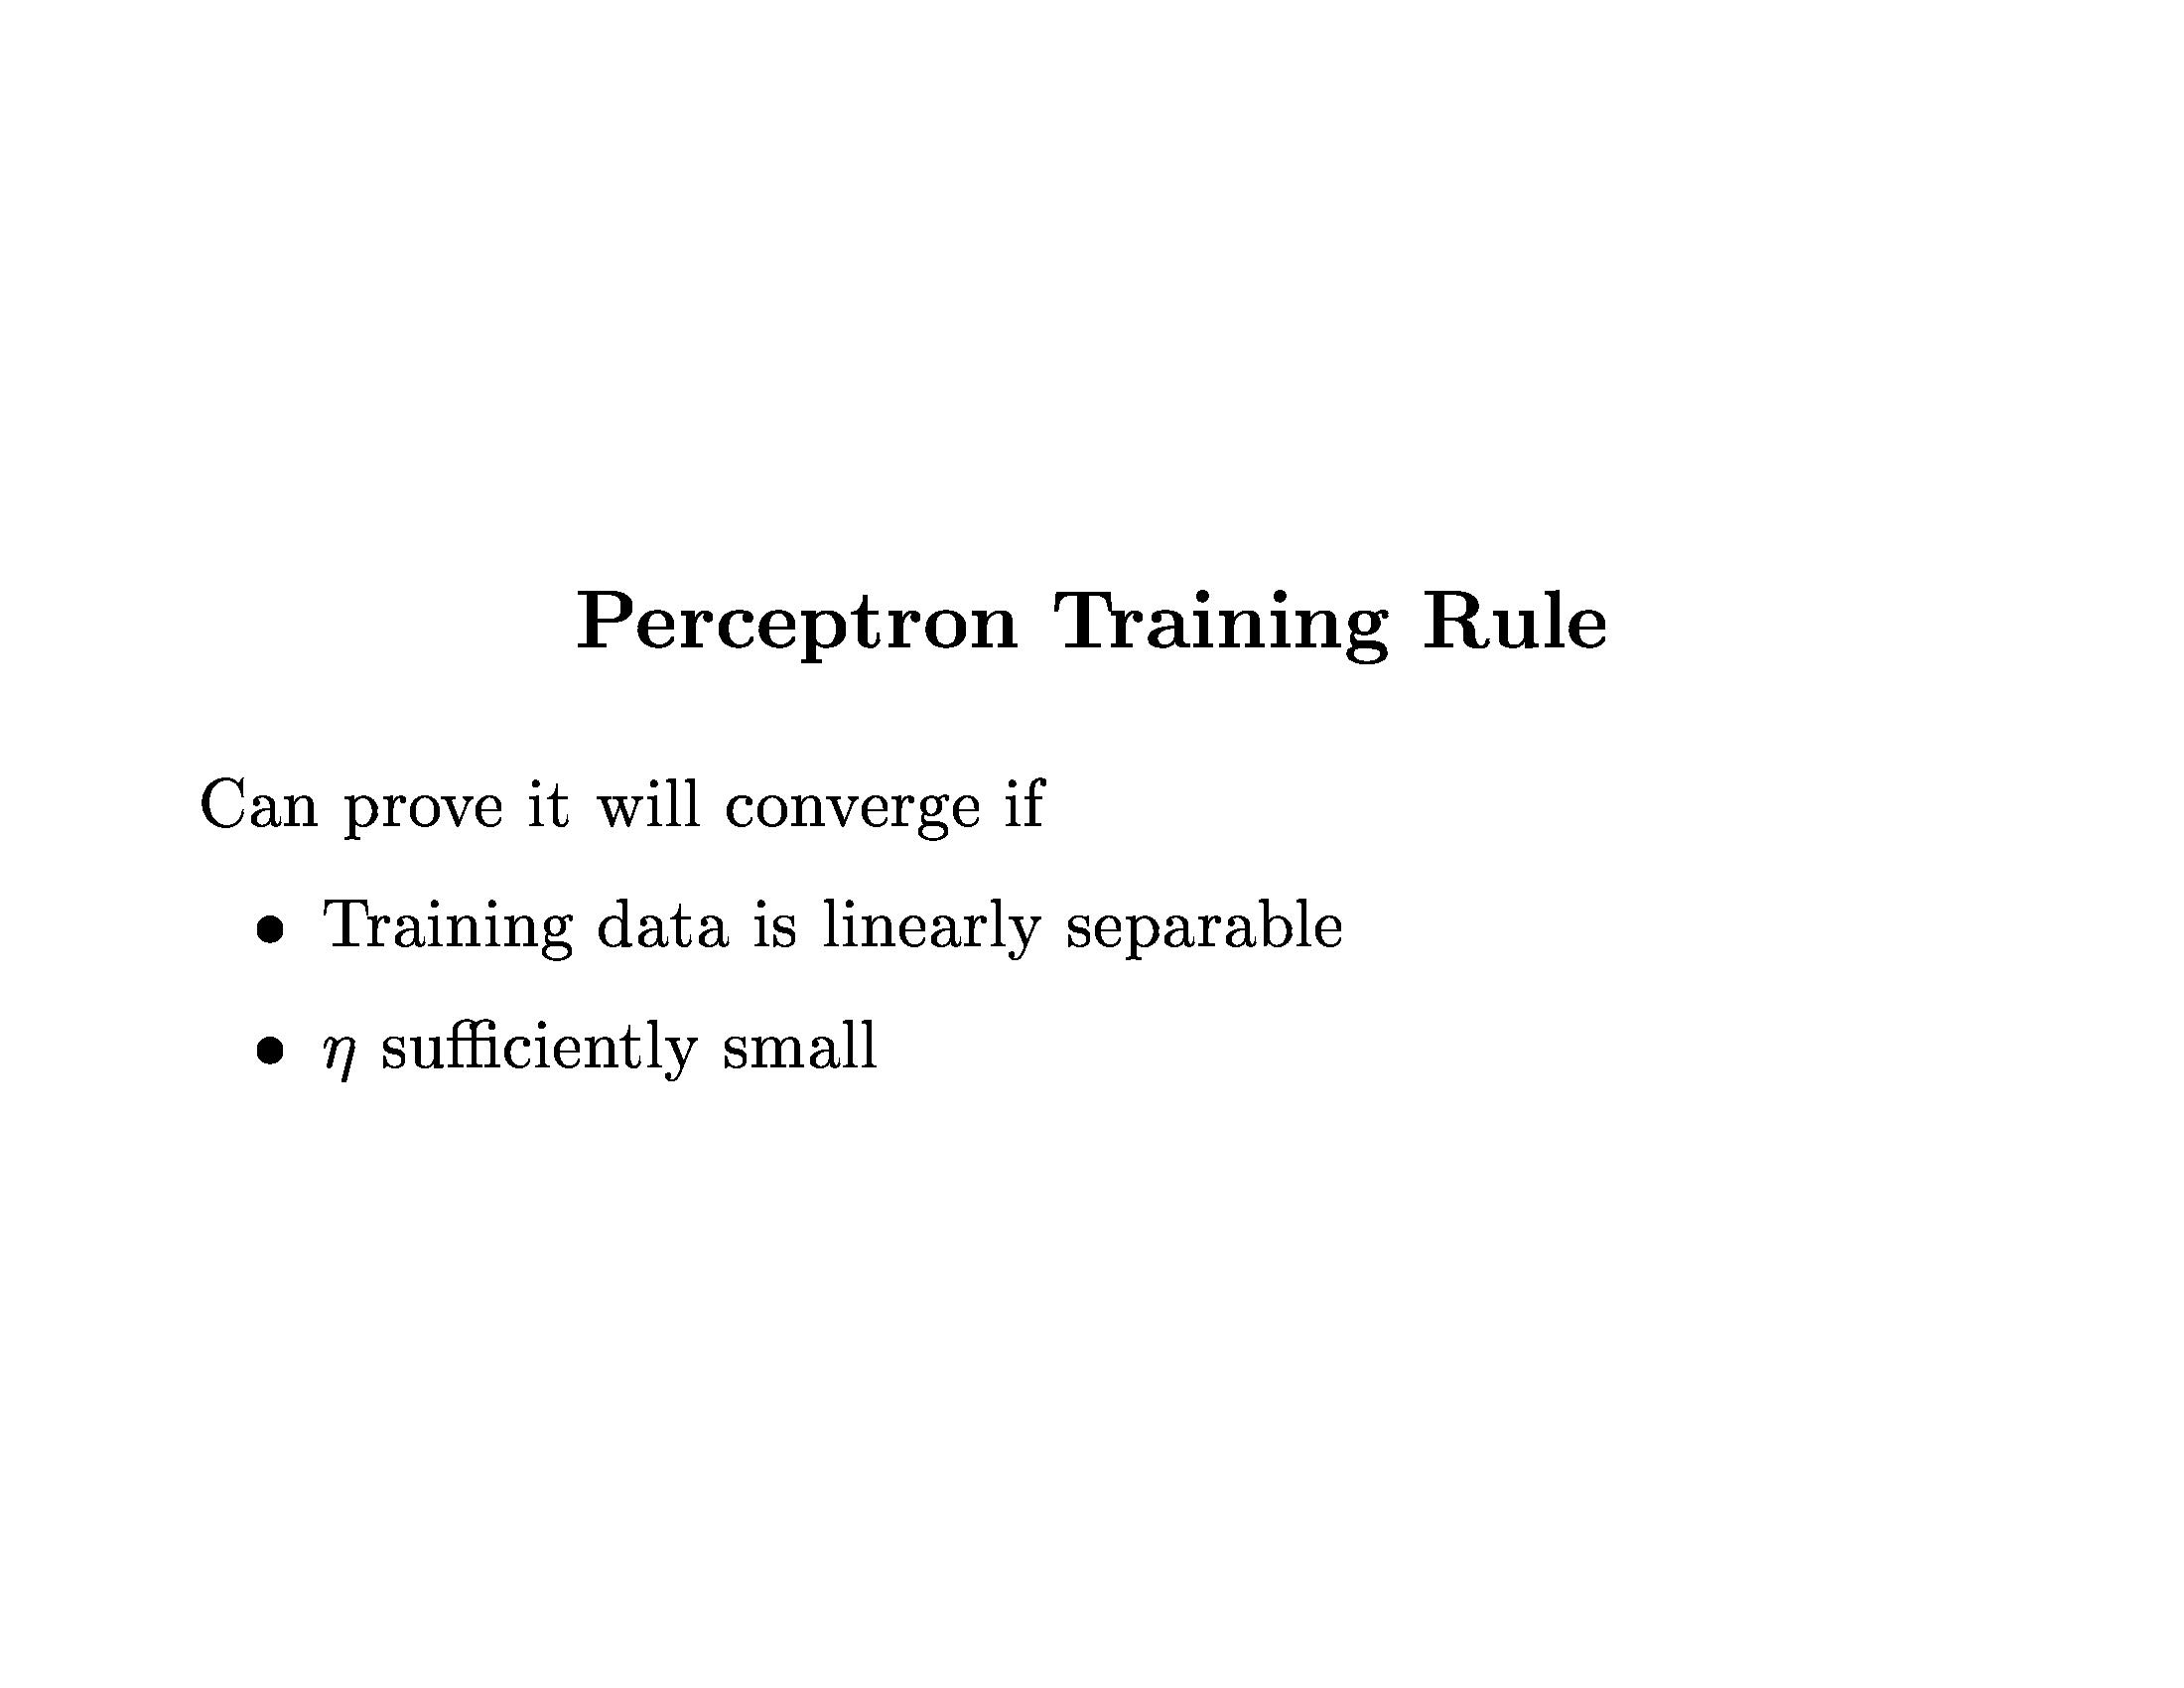 Perceptron Training Rule
Can prove it will converge if
• Training data is linearly separable
• η sufficiently small